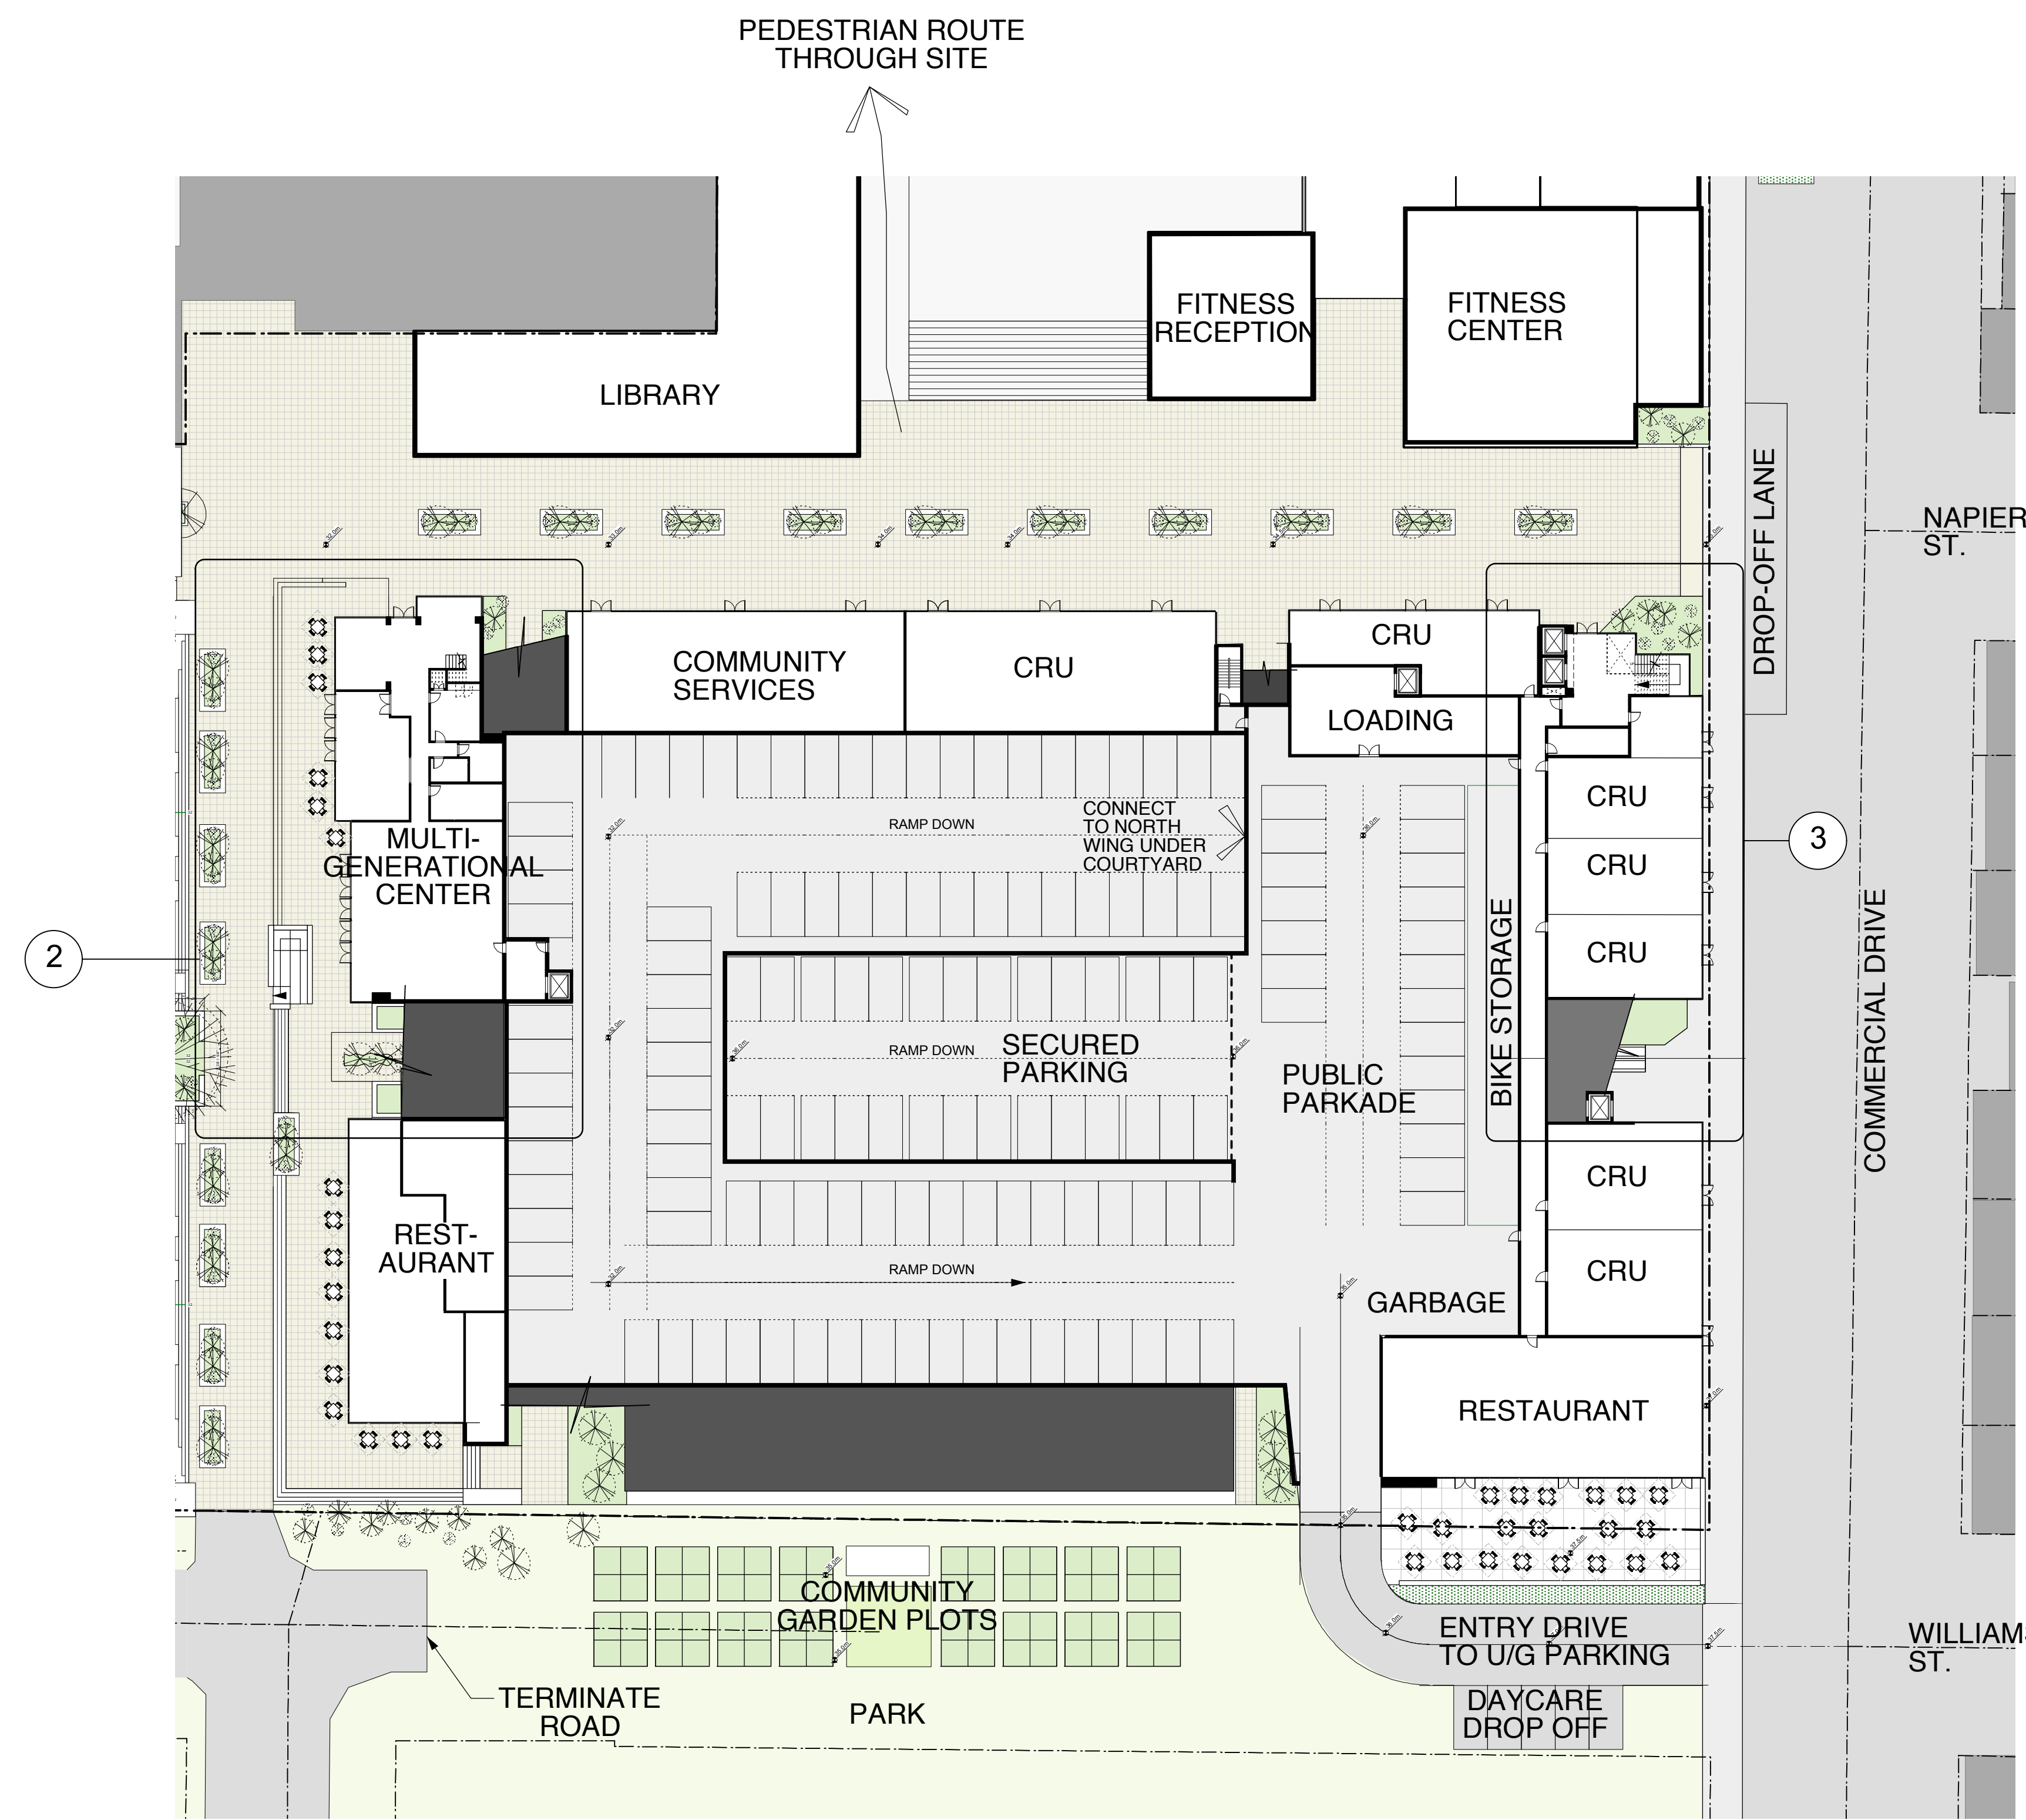 PEDESTRIAN ROUTE
THROUGH SITE
FITNESS
RECEPTION
FITNESS
CENTER
LIBRARY
DROP-OFF LANE
NAPIER
ST.
COMMUNITY
SERVICES
CRU
CRU
LOADING
CRU
CRU
CRU
MULTI-
GENERATIONAL
CENTER
RAMP DOWN
CONNECT
TO NORTH
WING UNDER
COURTYARD
2
3
BIKE STORAGE
COMMERCIAL DRIVE
RAMP DOWN
SECURED
PARKING
PUBLIC
PARKADE
CRU
CRU
REST-
AURANT
RAMP DOWN
GARBAGE
RESTAURANT
COMMUNITY
GARDEN PLOTS
ENTRY DRIVE
TO U/G PARKING
WILLIAM
ST.
TERMINATE
ROAD
PARK
DAYCARE
DROP OFF